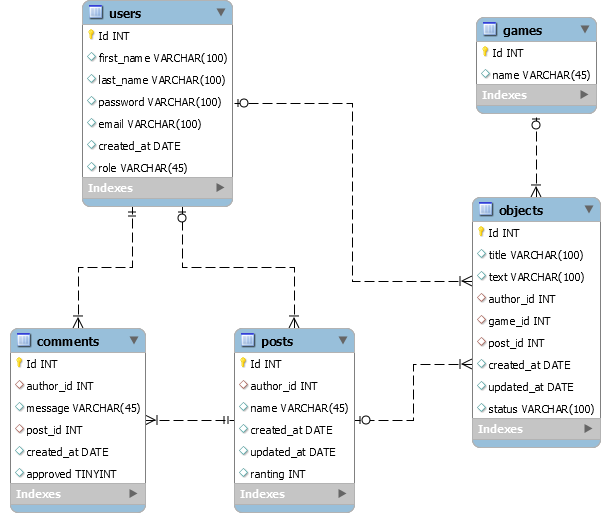 users
Id INT
first_name VARCHAR(100)
last_name VARCHAR(100)
password VARCHAR(100)
email VARCHAR(100)
created_at DATE
role VARCHAR(45)
Indexes
games
Id INT
name VARCHAR(45)
Indexes
objects
Id INT
title VARCHAR(100)
text VARCHAR(100)
author_id INT
game_id INT
post_id INT
created_at DATE
updated_at DATE
status VARCHAR(100)
Indexes
comments
Id INT
author_id INT
message VARCHAR(45)
post_id INT
created_at DATE
approved TINYINT
Indexes
posts
Id INT
author_id INT
name VARCHAR(45)
created_at DATE
updated_at DATE
ranting INT
Indexes